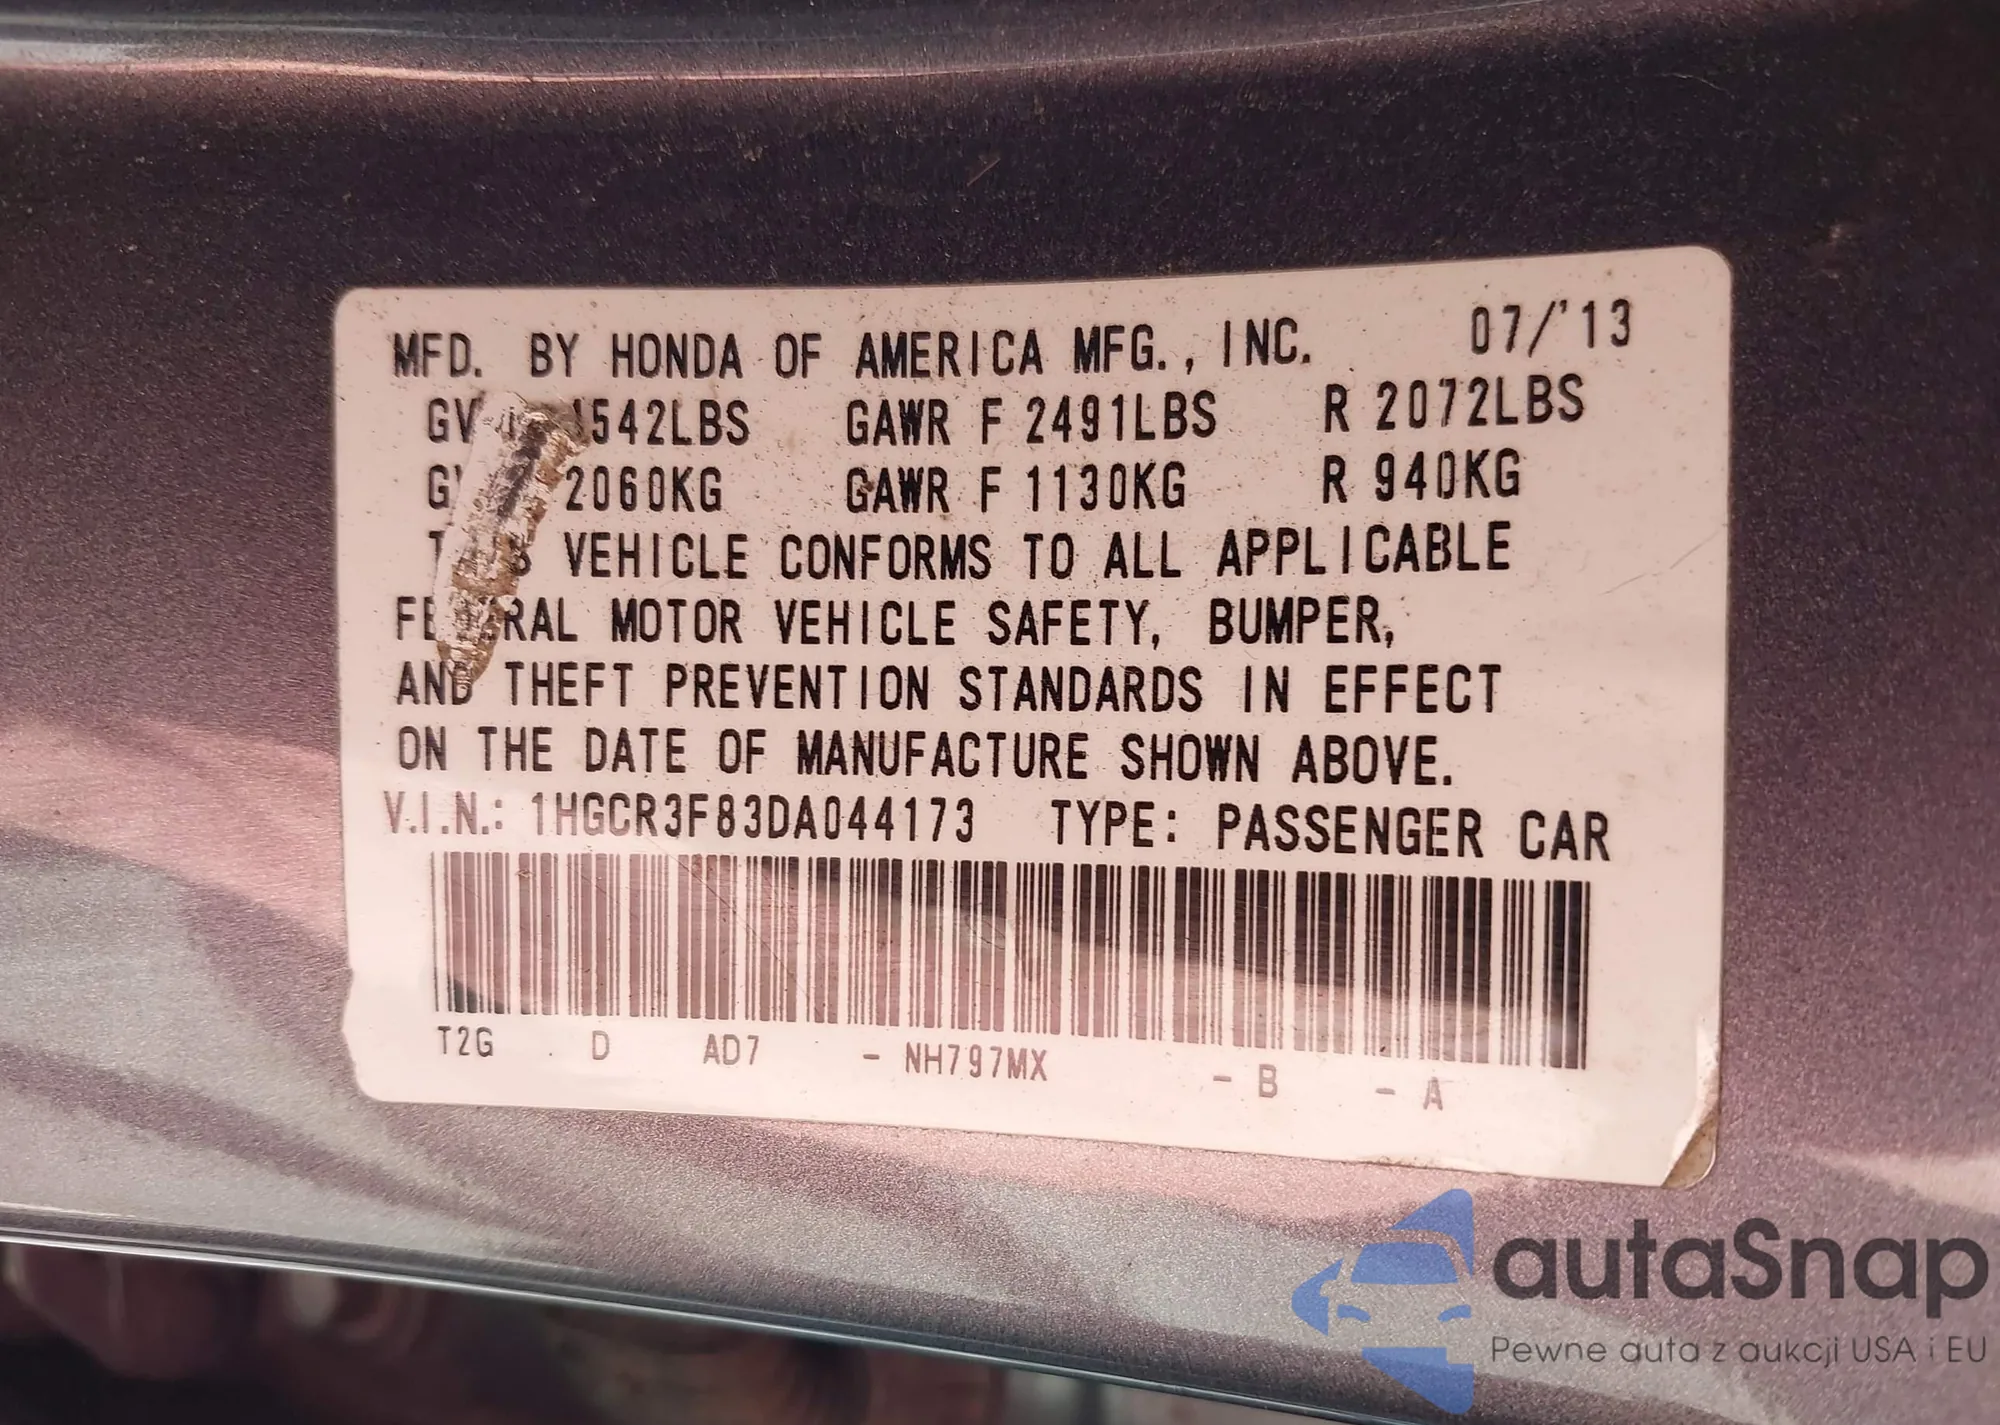 MFD. BY HONDA OF AMERICA MFG., INC. 07/'13
542LBS GAWR F 2491LBS R 2072LBS
2060KG GAWR F 1130KG R 940KG
VEHICLE CONFORMS TO ALL APPLICABLE
MOTOR VEHICLE SAFETY, BUMPER,
AND THEFT PREVENTION STANDARDS IN EFFECT
ON THE DATE OF MANUFACTURE SHOWN ABOVE.
V.I.N.: 1HGCR3F83DA044173 TYPE: PASSENGER CAR
T2G D AD7 - NH797MX - B - A
autaSnap
Pewne auta z aukcji USA i EU